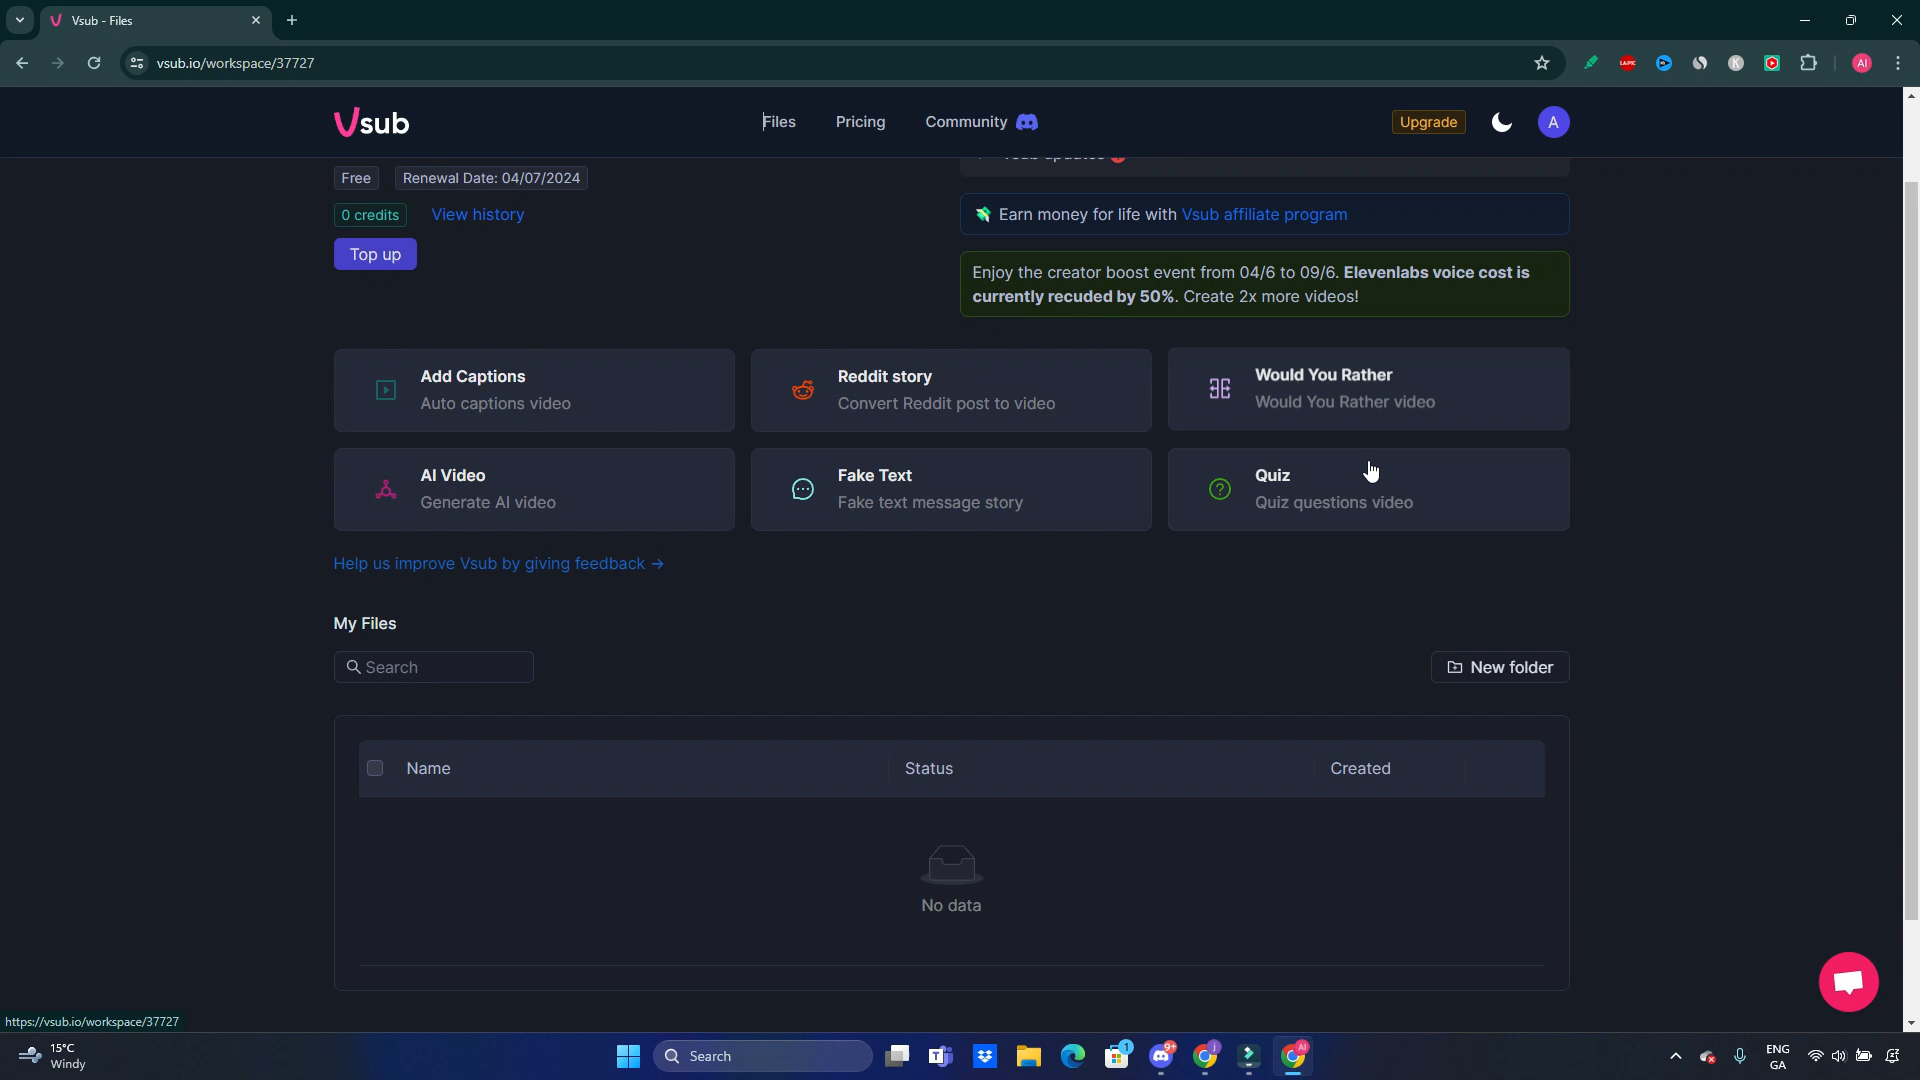 Vsub - Files
vsub.io/workspace/37727
Vsub
Files
Pricing
Community
Upgrade
A
Free
Renewal Date: 04/07/2024
0 credits
View history
Top up
💸 Earn money for life with Vsub affiliate program
Enjoy the creator boost event from 04/6 to 09/6. Elevenlabs voice cost is
currently recuded by 50%. Create 2x more videos!
Add Captions
Auto captions video
Reddit story
Convert Reddit post to video
Would You Rather
Would You Rather video
AI Video
Generate AI video
Fake Text
Fake text message story
Quiz
Quiz questions video
Help us improve Vsub by giving feedback →
My Files
Search
New folder
Name
Status
Created
No data
https://vsub.io/workspace/37727
15°C
Windy
Search
1
9+
j
AI
ENG
GA